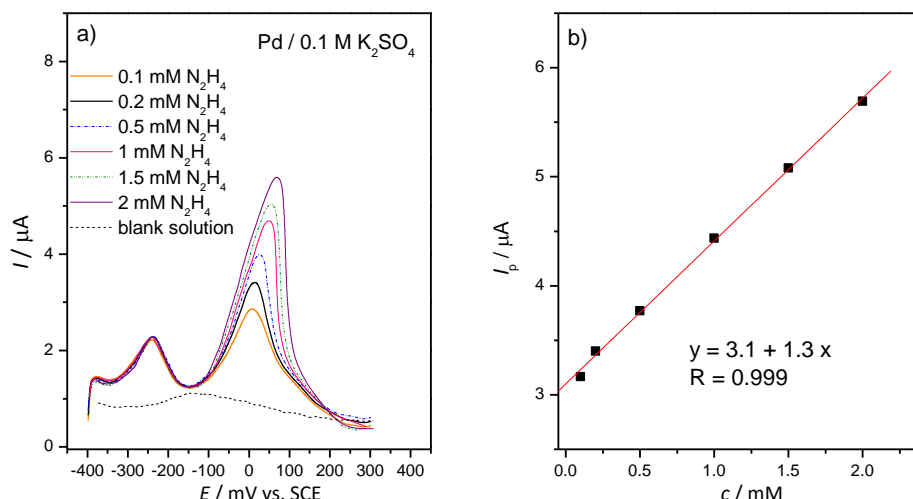 a)
Pd / 0.1 M K₂SO₄
0.1 mM N₂H₄
0.2 mM N₂H₄
0.5 mM N₂H₄
1 mM N₂H₄
1.5 mM N₂H₄
2 mM N₂H₄
blank solution
8
6
4
2
0
I / µA
-400 -300 -200 -100 0 100 200 300 400
E / mV vs. SCE
b)
6
5
4
3
Iₚ / µA
y = 3.1 + 1.3 x
R = 0.999
0.0 0.5 1.0 1.5 2.0
c / mM